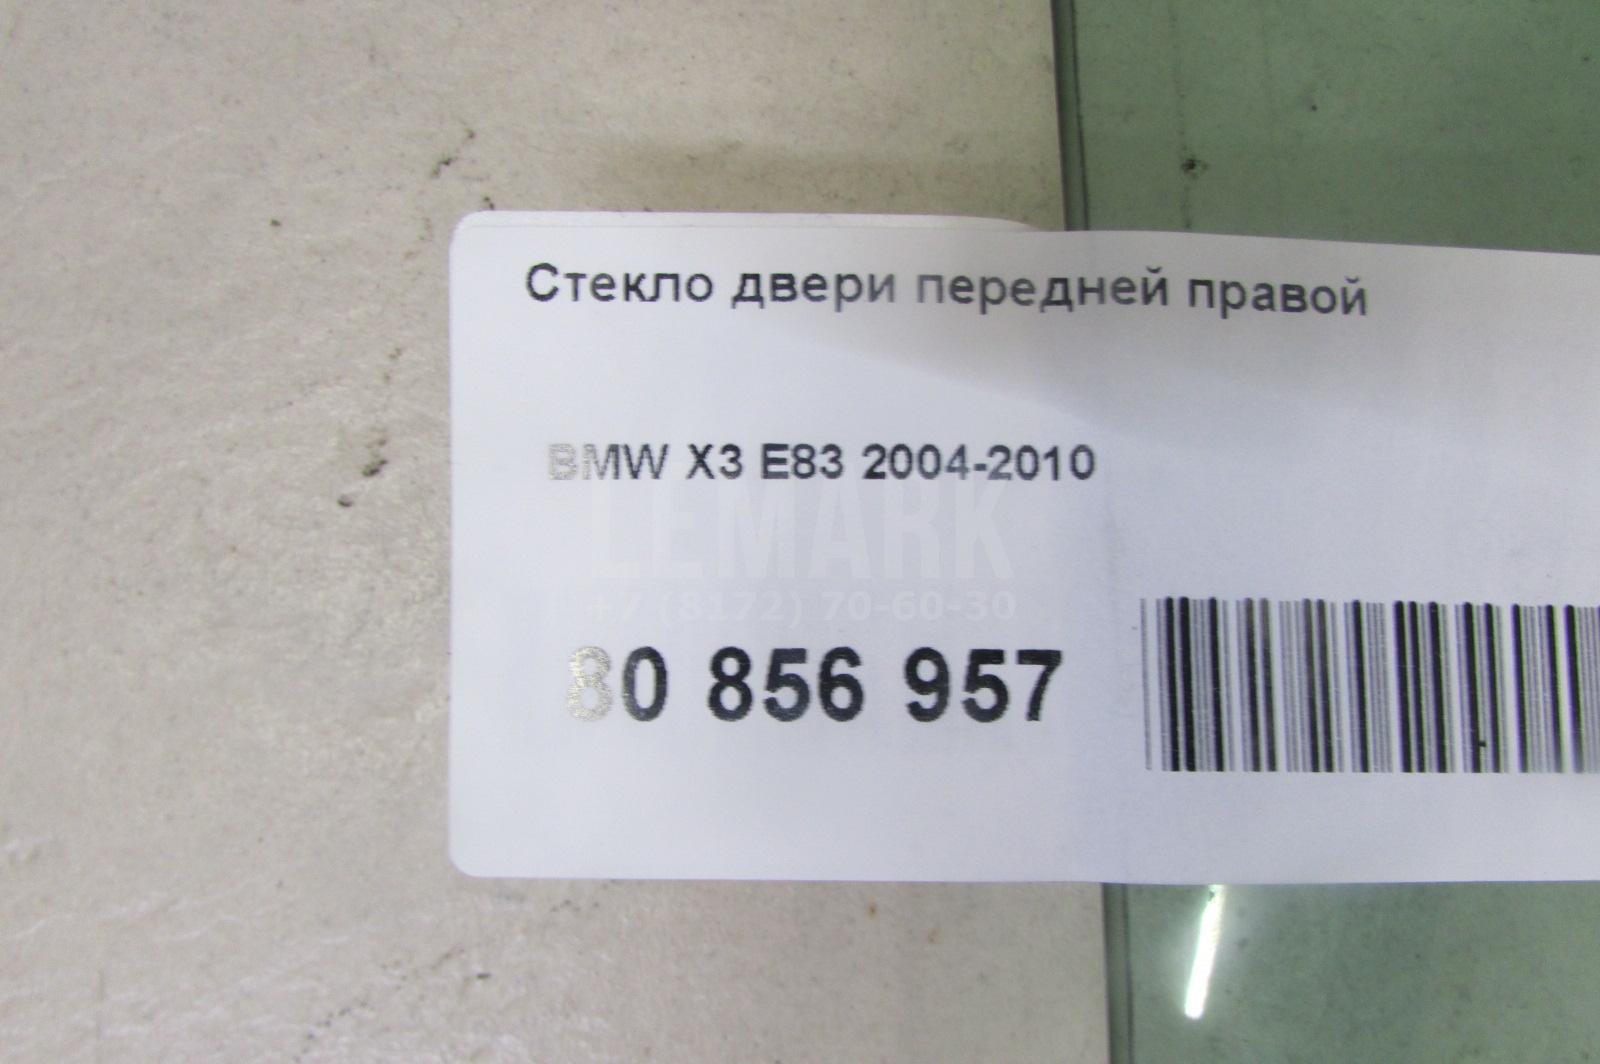 Стекло двери передней правой
BMW X3 E83 2004-2010
LEMARK
+7 (8172) 70-60-30
80 856 957